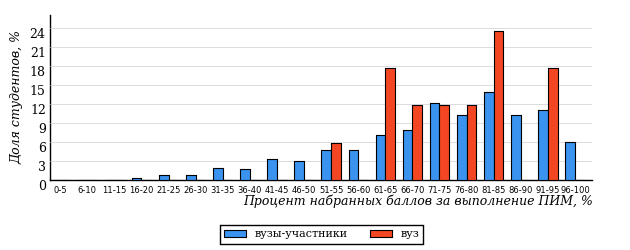 Доля студентов, %
24
21
18
15
12
9
6
3
0
0-5 6-10 11-15 16-20 21-25 26-30 31-35 36-40 41-45 46-50 51-55 56-60 61-65 66-70 71-75 76-80 81-85 86-90 91-95 96-100
Процент набранных баллов за выполнение ПИМ, %
вузы-участники вуз